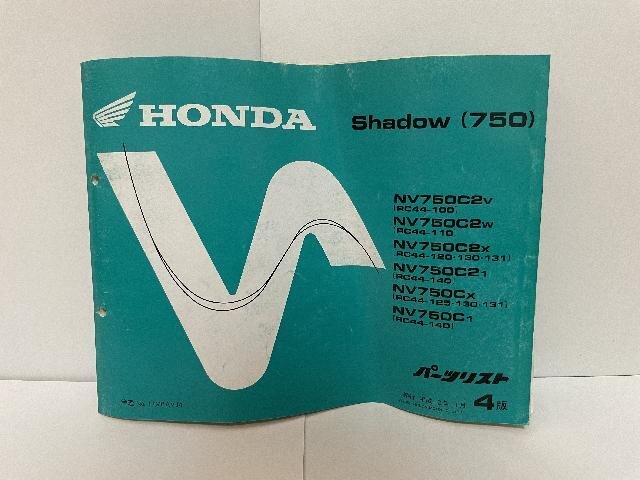 HONDA
Shadow (750)
NV750C2V
(RC44-100)
NV750C2W
(RC44-110)
NV750C2X
(RC44-120·130·131)
NV750C21
(RC44-140)
NV750CX
(RC44-125·130·131)
NV750C1
(RC44-140)
パーツリスト
4版